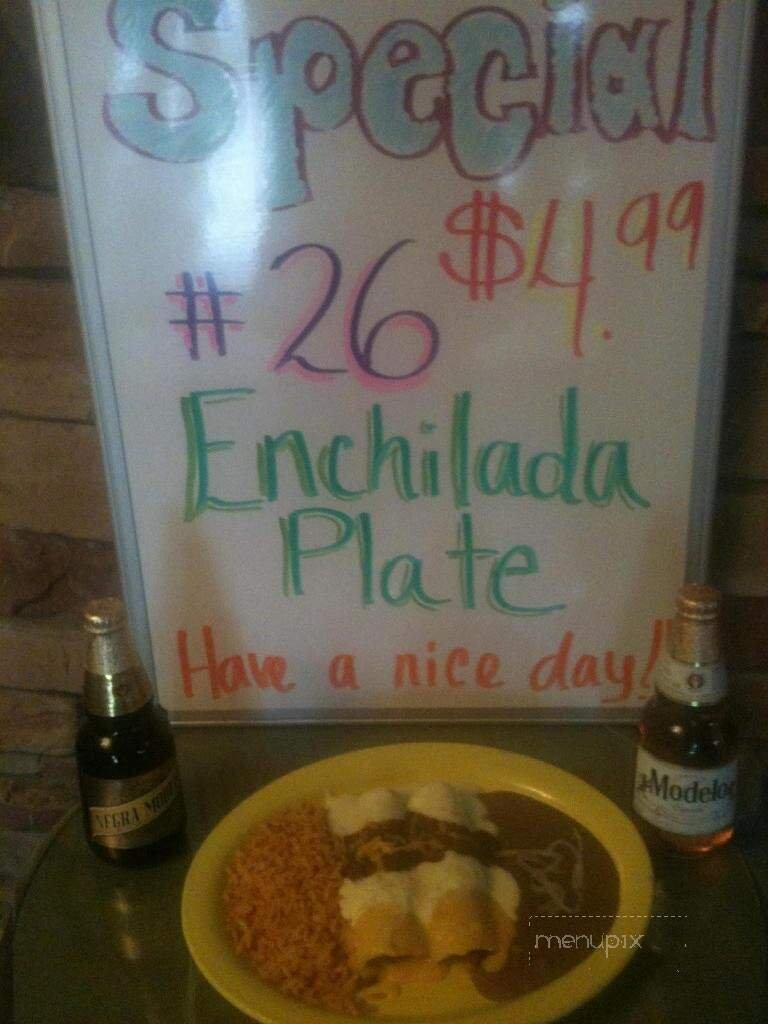 Special
$4.99
#26
Enchilada
Plate
Have a nice day!
NEGRA MODELO
Modelo
menupix